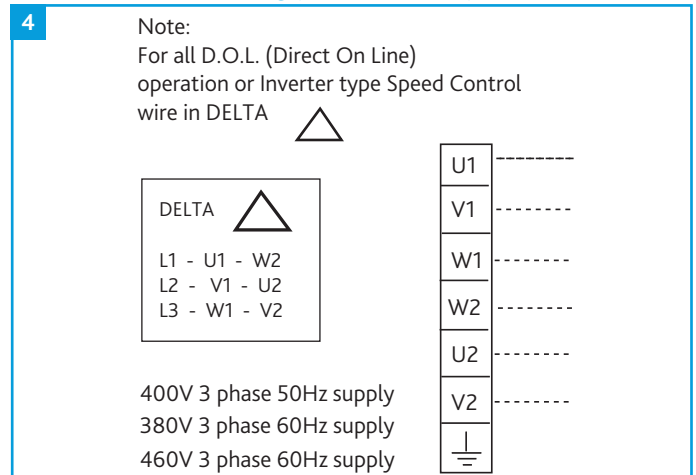 4
Note:
For all D.O.L. (Direct On Line)
operation or Inverter type Speed Control
wire in DELTA
DELTA
L1 - U1 - W2
L2 - V1 - U2
L3 - W1 - V2
400V 3 phase 50Hz supply
380V 3 phase 60Hz supply
460V 3 phase 60Hz supply
U1
V1
W1
W2
U2
V2